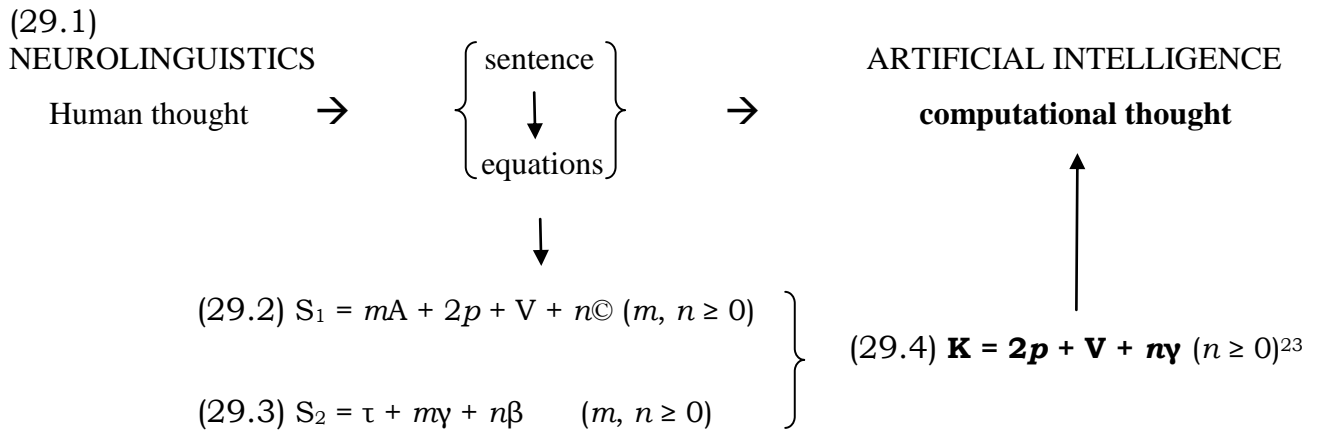 (29.1)
NEUROLINGUISTICS sentence ARTIFICIAL INTELLIGENCE
Human thought → → computational thought
equations
(29.2) S₁ = mA + 2p + V + n© (m, n ≥ 0)
(29.4) K = 2p + V + nγ (n ≥ 0)²³
(29.3) S₂ = τ + mγ + nβ (m, n ≥ 0)